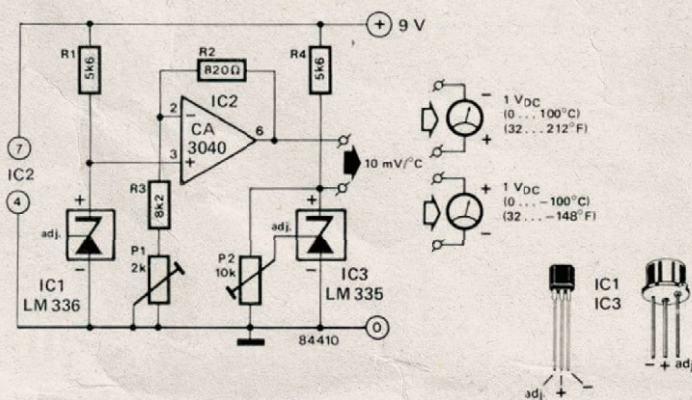 + 9 V
R1
5k6
R2
820Ω
R4
5k6
IC2
2
−
CA
3040
6
3
+
7
IC2
4
10 mV/°C
R3
8k2
+
adj.
−
IC1
LM 336
P1
2k
P2
10k
+
adj.
−
IC3
LM 335
0
84410
−
+
1 VDC
(0 ... 100°C)
(32 ... 212°F)
+
−
1 VDC
(0 ... −100°C)
(32 ... −148°F)
IC1
IC3
adj. + −
− + adj.